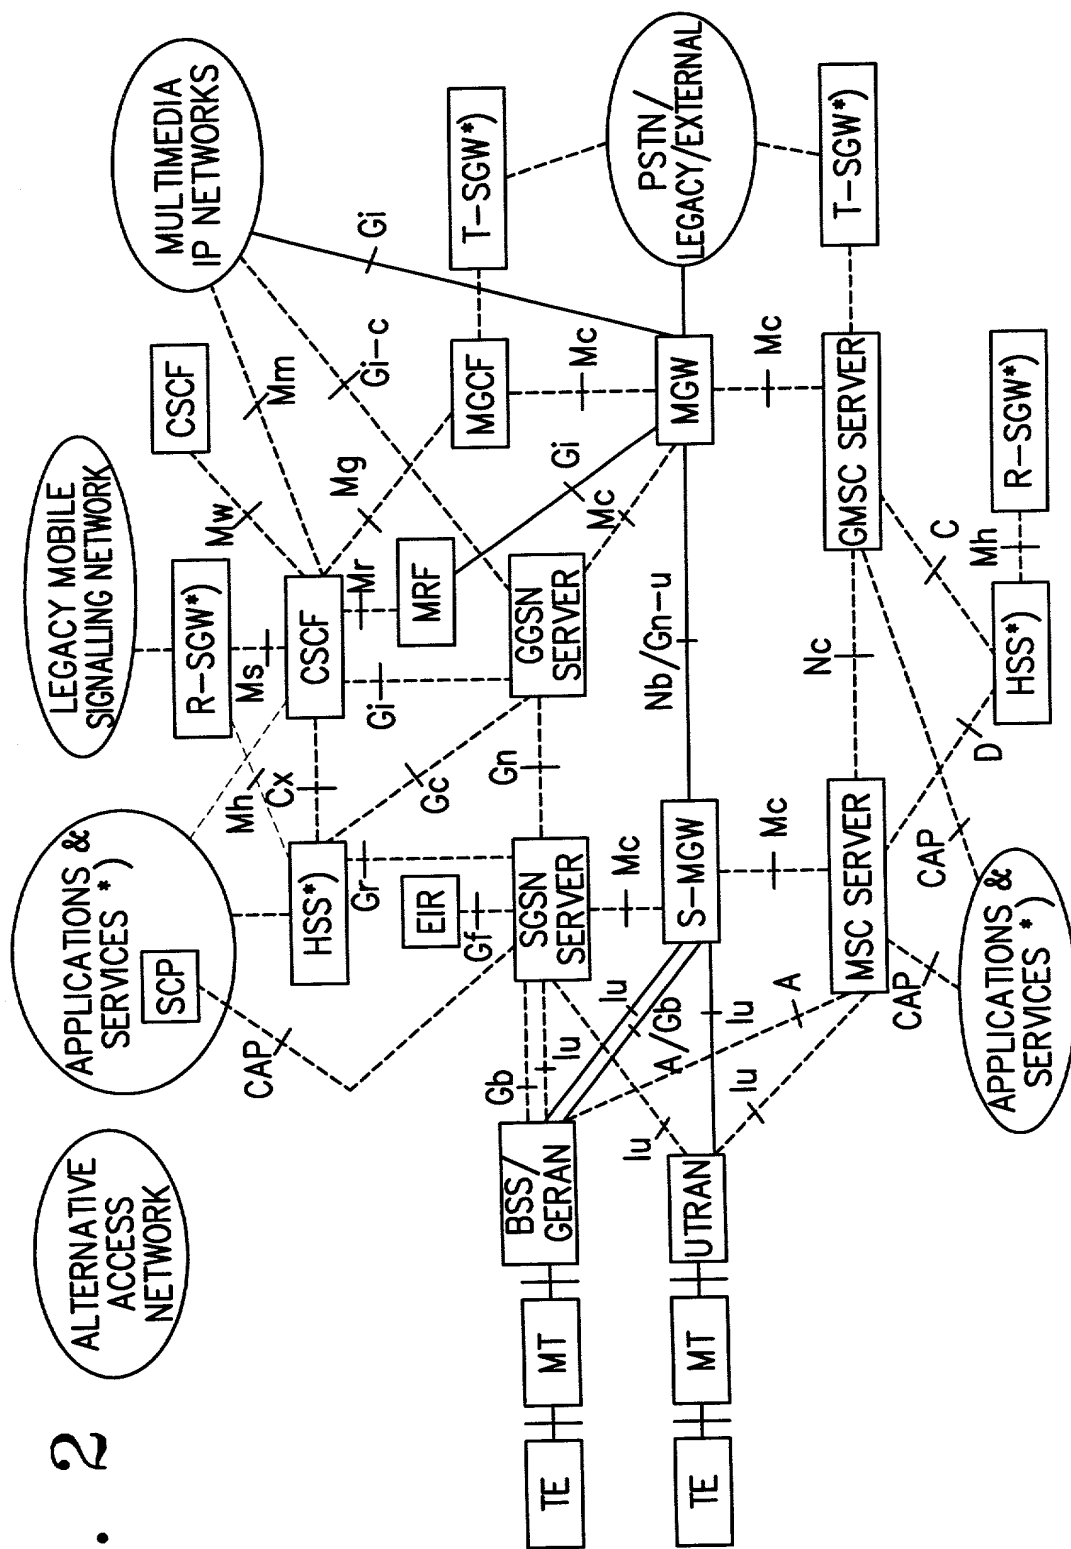 . 2
ALTERNATIVE
ACCESS
NETWORK
APPLICATIONS &
SERVICES *)
SCP
CAP
LEGACY MOBILE
SIGNALLING NETWORK
R-SGW*)
Mh
Ms
Mw
CSCF
MULTIMEDIA
IP NETWORKS
HSS*)
Cx
CSCF
Mm
Gr
Gc
Gi
Mr
Mg
Gi-c
Gi
EIR
Gf
MRF
MGCF
T-SGW*)
TE
MT
BSS/
GERAN
Gb
Iu
SGSN
SERVER
Gn
GGSN
SERVER
Gi
Mc
Mc
Mc
Iu
Iu
A/Gb
TE
MT
UTRAN
Iu
S-MGW
Nb/Gn-u
MGW
PSTN/
LEGACY/EXTERNAL
Iu
A
Mc
Mc
MSC SERVER
Nc
GMSC SERVER
T-SGW*)
CAP
CAP
D
C
APPLICATIONS &
SERVICES *)
HSS*)
Mh
R-SGW*)